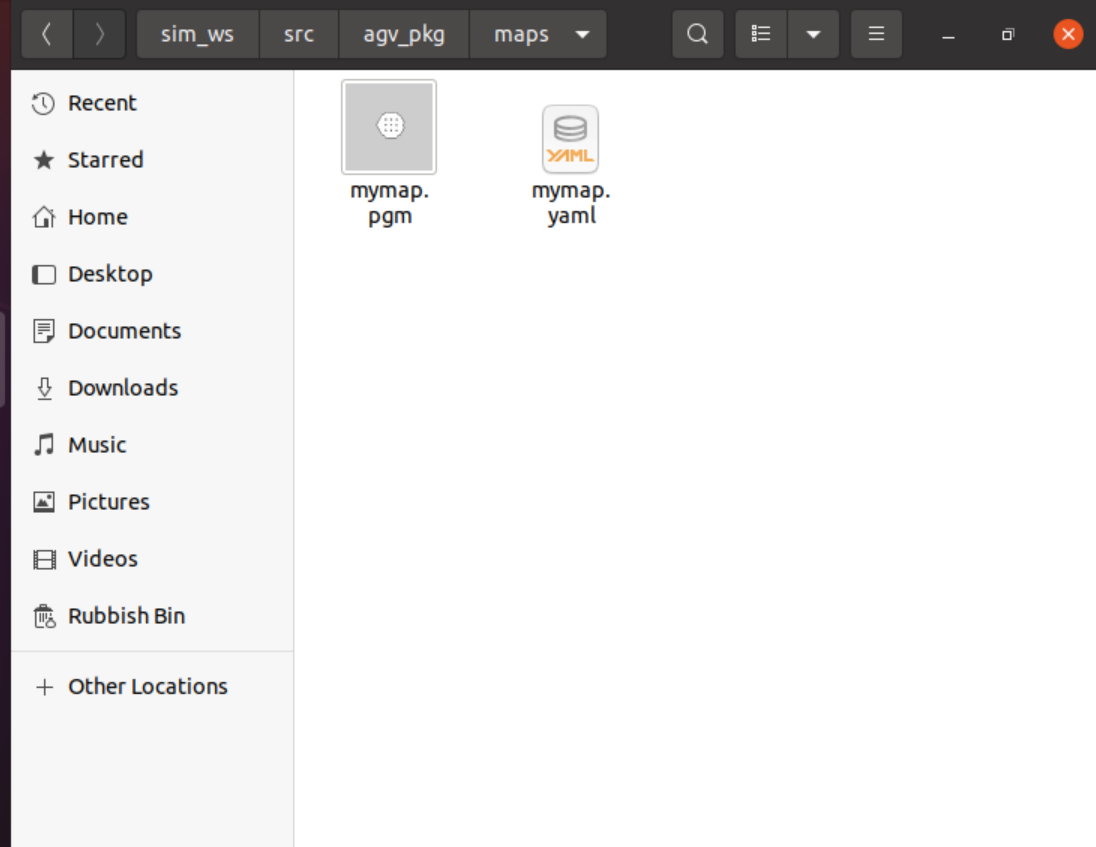 sim_ws src agv_pkg maps
Recent
Starred
Home
Desktop
Documents
Downloads
Music
Pictures
Videos
Rubbish Bin
Other Locations
mymap.
pgm
YAML
mymap.
yaml